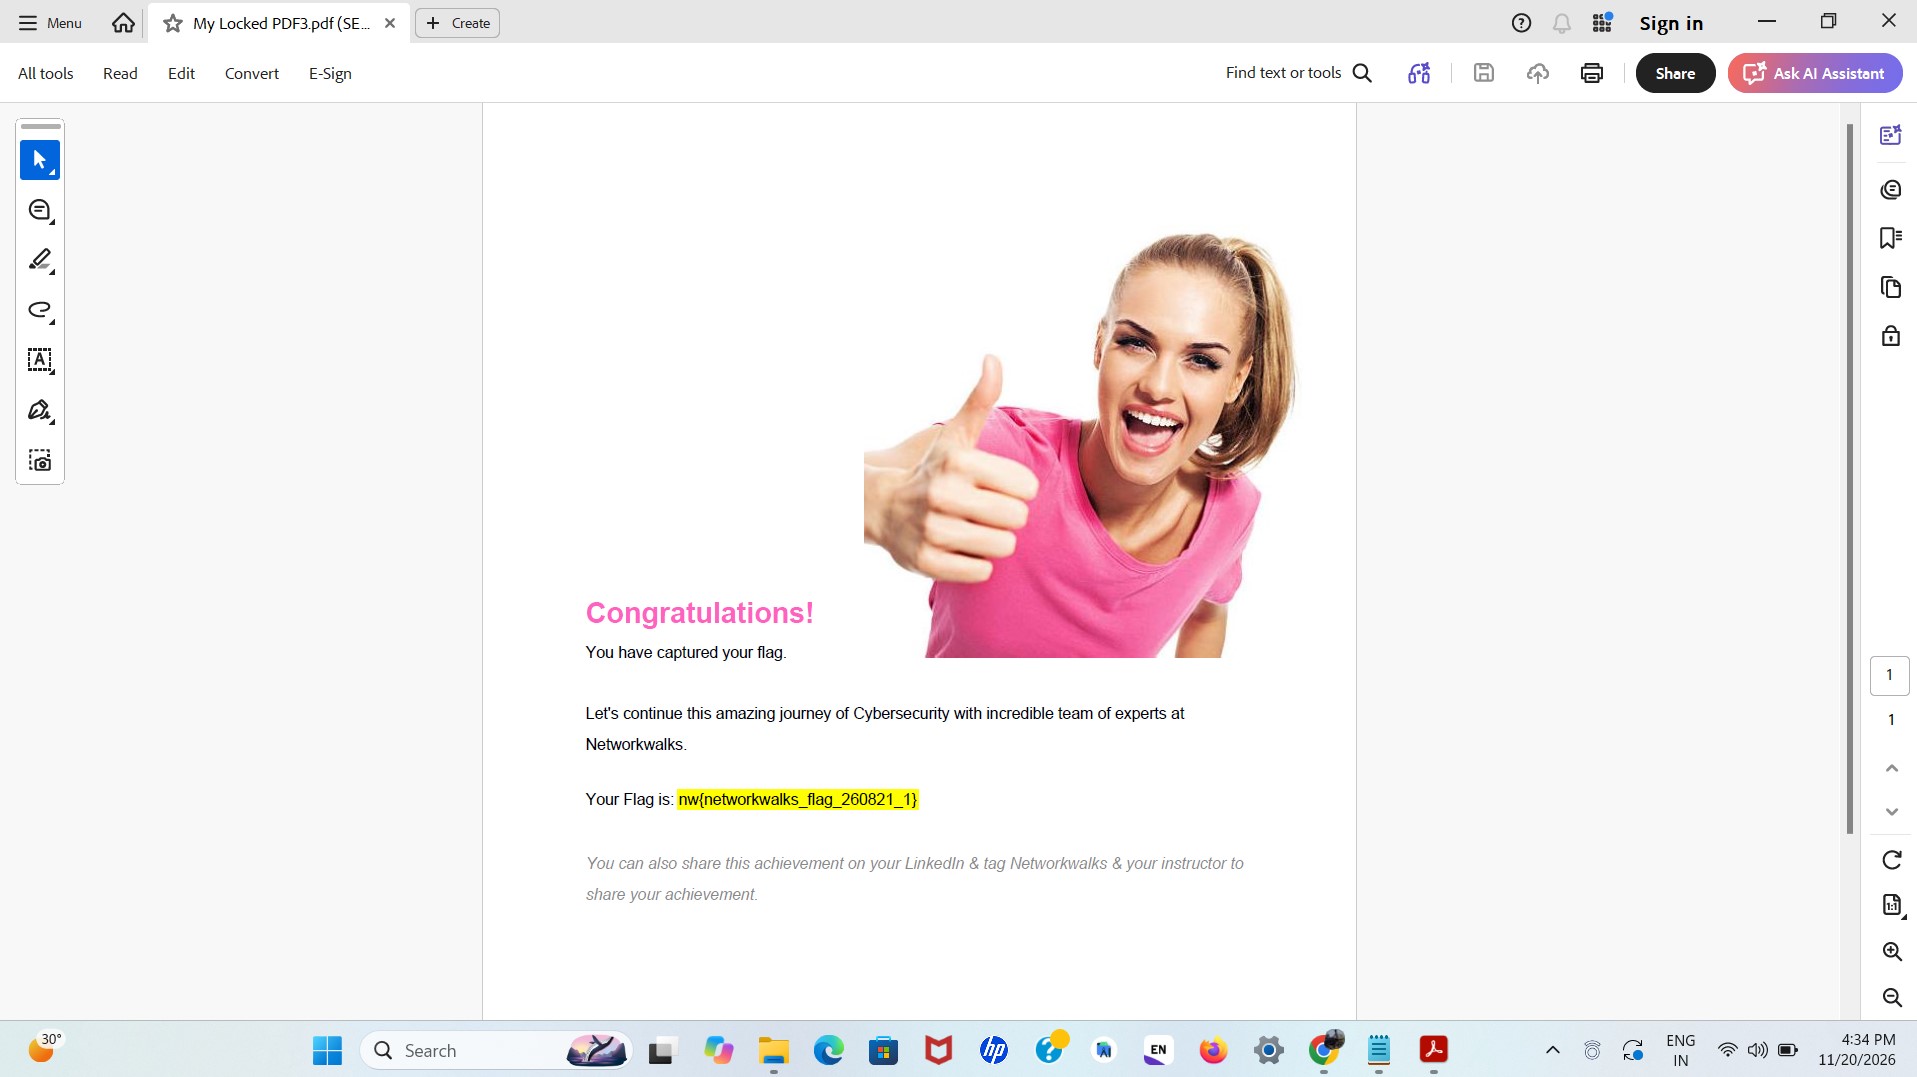 Menu
My Locked PDF3.pdf (SE...
Create
Sign in
All tools
Read
Edit
Convert
E-Sign
Find text or tools
Share
Ask AI Assistant
Congratulations!
You have captured your flag.
Let's continue this amazing journey of Cybersecurity with incredible team of experts at
Networkwalks.
Your Flag is: nw{networkwalks_flag_260821_1}
You can also share this achievement on your LinkedIn & tag Networkwalks & your instructor to
share your achievement.
1
1
1:1
30°
Search
hp
EN
ENG
IN
4:34 PM
11/20/2026